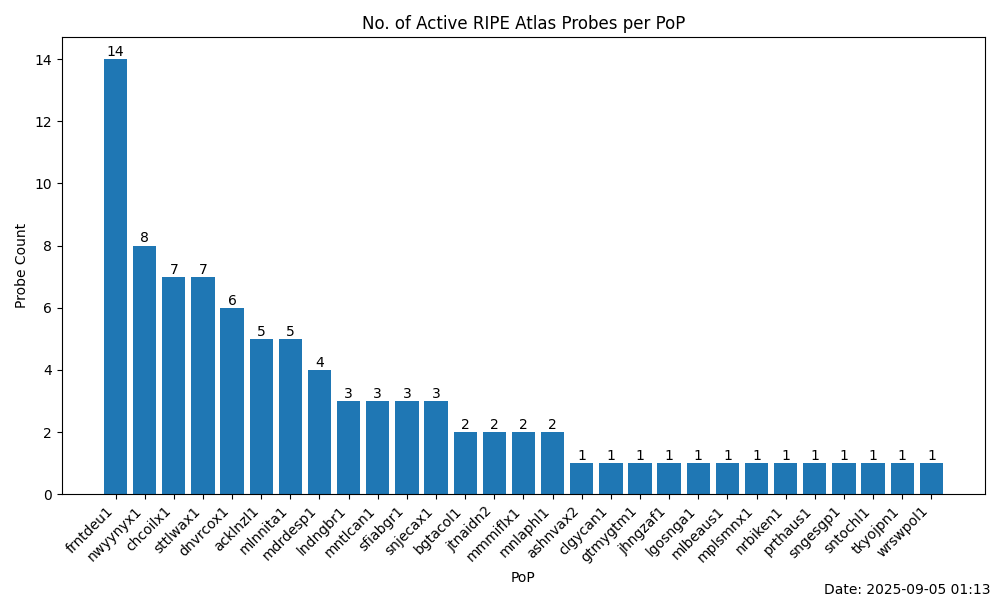 No. of Active RIPE Atlas Probes per PoP
Probe Count
14
12
10
8
6
4
2
0
14
8
7
7
6
5
5
4
3
3
3
3
2
2
2
2
1
1
1
1
1
1
1
1
1
1
1
1
1
frntdeu1
nwyynyx1
chcoilx1
sttlwax1
dnvrcox1
acklnzl1
mlnnita1
mdrdesp1
lndngbr1
mntlcan1
sfiabgr1
snjecax1
bgtacol1
jtnaidn2
mmmiflx1
mnlaphl1
ashnvax2
clgycan1
gtmygtm1
jhngzaf1
lgosnga1
mlbeaus1
mplsmnx1
nrbiken1
prthaus1
sngesgp1
sntochl1
tkyojpn1
wrswpol1
PoP
Date: 2025-09-05 01:13